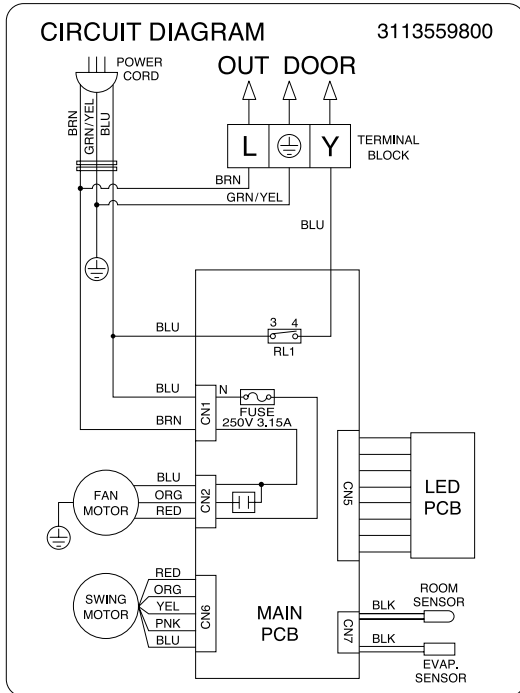 CIRCUIT DIAGRAM
3113559800
POWER
CORD
OUT DOOR
BRN
GRN/YEL
BLU
L
Y
TERMINAL
BLOCK
BRN
GRN/YEL
BLU
BLU
3 4
RL1
BLU
N
CN1
FUSE
250V 3.15A
BRN
FAN
MOTOR
BLU
ORG
RED
CN2
CN5
LED
PCB
SWING
MOTOR
RED
ORG
YEL
PNK
BLU
CN6
MAIN
PCB
CN7
BLK
ROOM
SENSOR
BLK
EVAP.
SENSOR